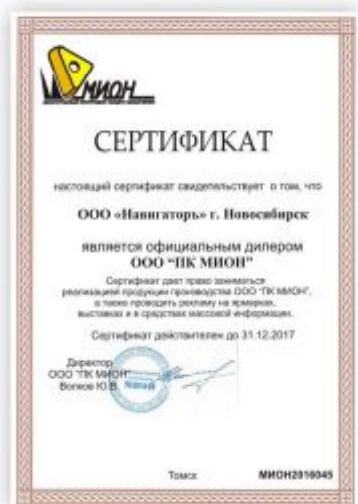 МИОН
СЕРТИФИКАТ
настоящий сертификат свидетельствует о том, что
ООО «Навигаторъ» г. Новосибирск
является официальным дилером
ООО "ПК МИОН"
Сертификат дает право заниматься
реализацией продукции производства ООО "ПК МИОН",
а также проводить рекламу на ярмарках,
выставках и в средствах массовой информации.
Сертификат действителен до 31.12.2017
Директор
ООО "ПК МИОН"
Волков Ю.В.
Томск МИОН2016045